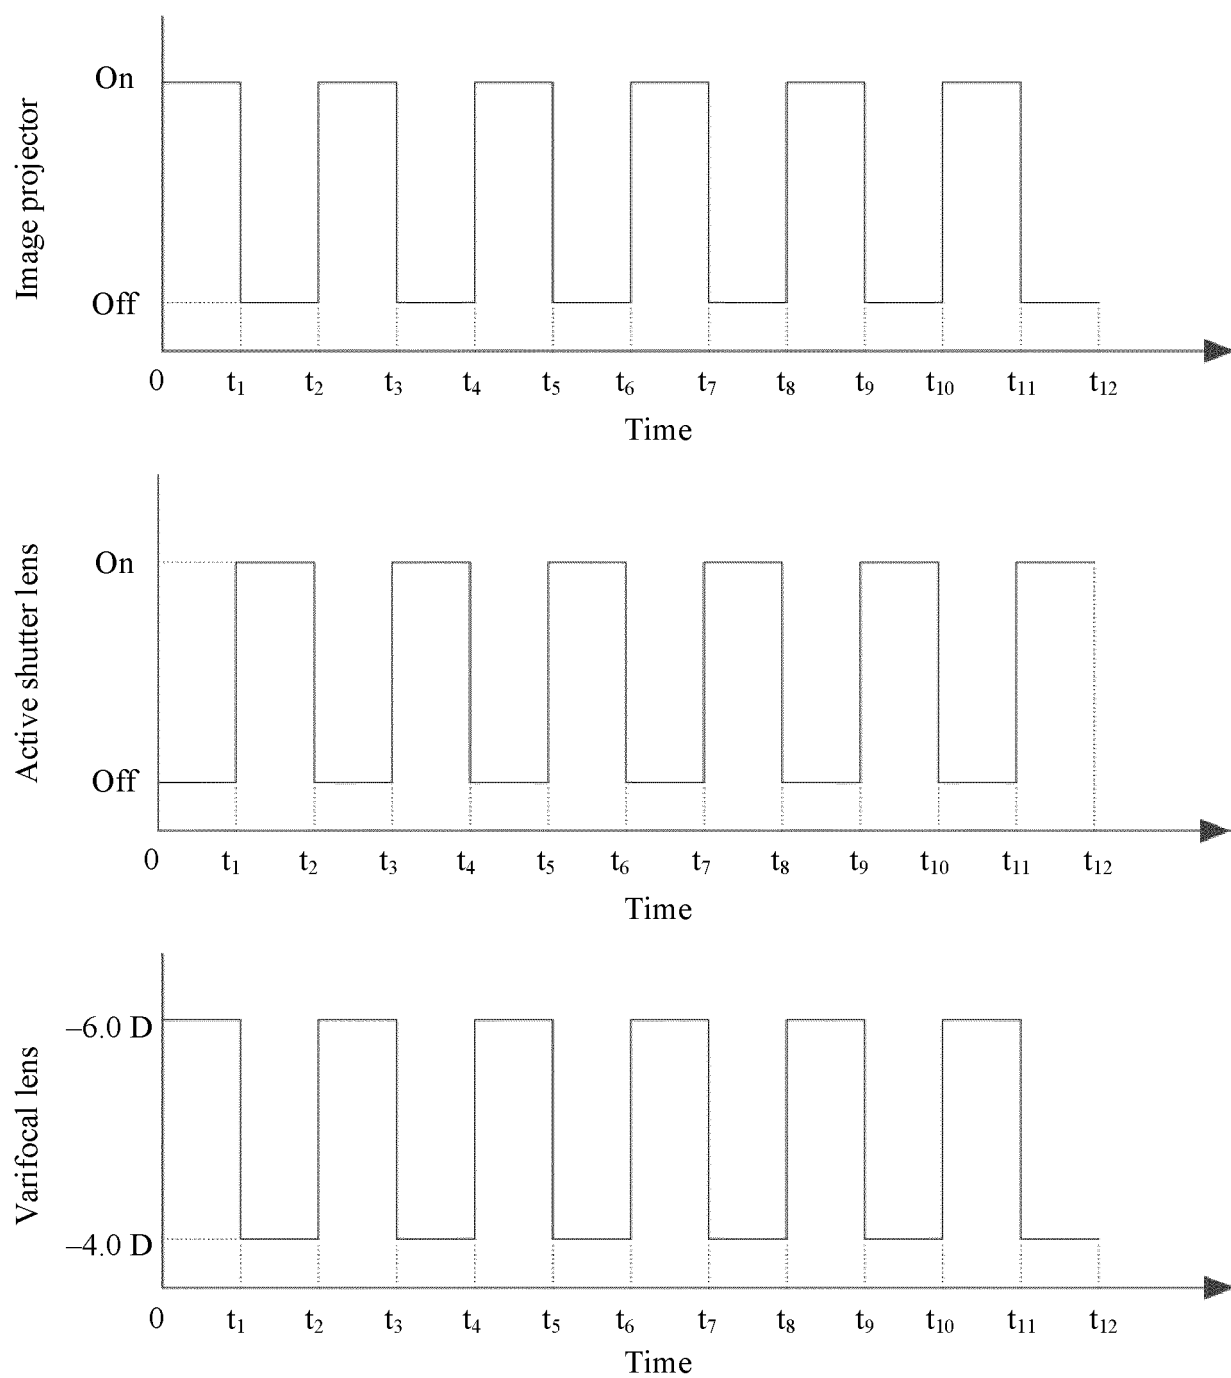 Image projector
On
Off
0 t₁ t₂ t₃ t₄ t₅ t₆ t₇ t₈ t₉ t₁₀ t₁₁ t₁₂
Time
Active shutter lens
On
Off
0 t₁ t₂ t₃ t₄ t₅ t₆ t₇ t₈ t₉ t₁₀ t₁₁ t₁₂
Time
Varifocal lens
–6.0 D
–4.0 D
0 t₁ t₂ t₃ t₄ t₅ t₆ t₇ t₈ t₉ t₁₀ t₁₁ t₁₂
Time